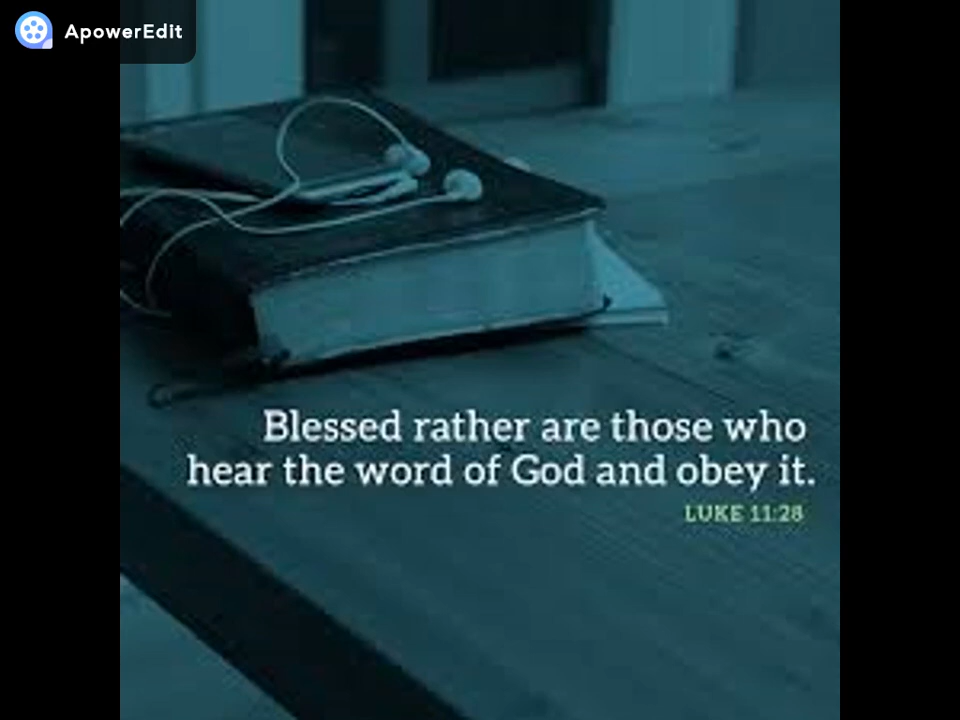 ApowerEdit
Blessed rather are those who
hear the word of God and obey it.
LUKE 11:28